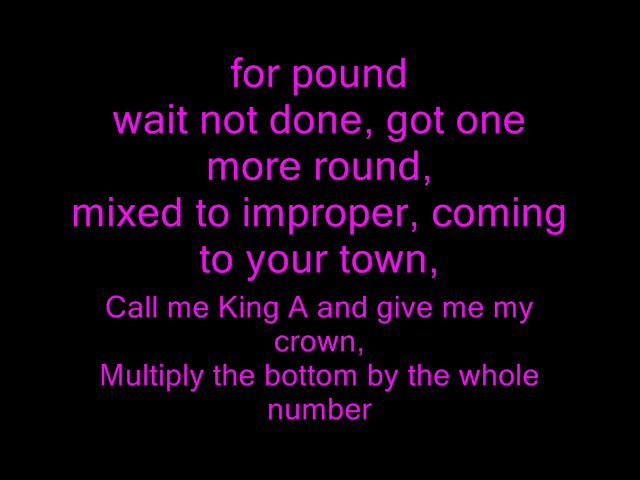 for pound
wait not done, got one
more round,
mixed to improper, coming
to your town,
Call me King A and give me my
crown,
Multiply the bottom by the whole
number